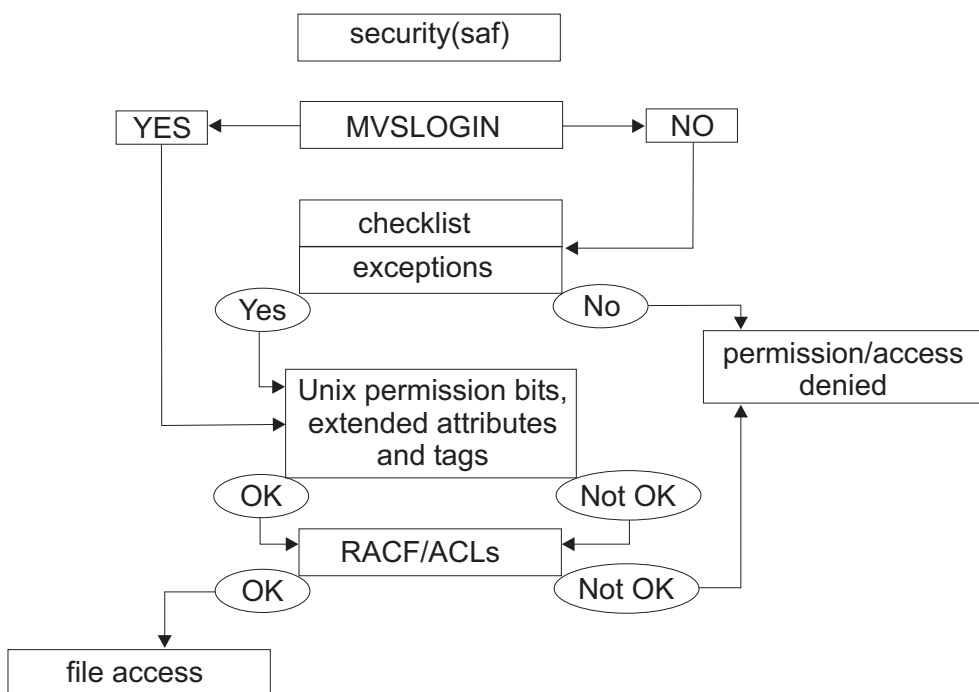 security(saf)
YES
MVSLOGIN
NO
checklist
exceptions
Yes
No
permission/access
denied
Unix permission bits,
extended attributes
and tags
OK
Not OK
RACF/ACLs
OK
Not OK
file access